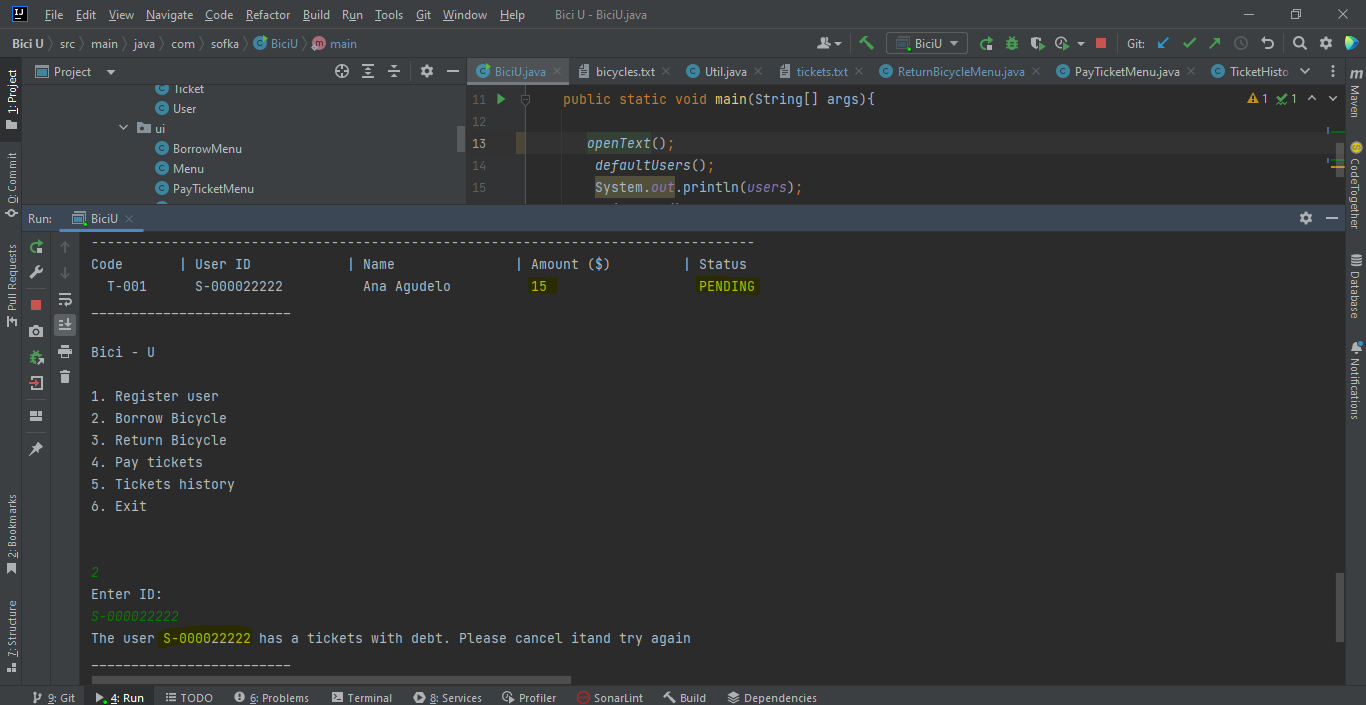 File Edit View Navigate Code Refactor Build Run Tools Git Window Help Bici U - BiciU.java
Bici U src main java com sofka BiciU main BiciU Git:
Project
BiciU.java bicycles.txt Util.java tickets.txt ReturnBicycleMenu.java PayTicketMenu.java TicketHisto
Ticket
User
ui
BorrowMenu
Menu
PayTicketMenu
11 public static void main(String[] args){
1 1
12
13 openText();
14 defaultUsers();
15 System.out.println(users);
1: Project
0: Commit
Pull Requests
2: Bookmarks
7: Structure
m
Maven
CodeTogether
Database
Notifications
Run: BiciU
-----------------------------------------------------------------------------------
Code | User ID | Name | Amount ($) | Status
T-001 S-000022222 Ana Agudelo 15 PENDING
-------------------------
Bici - U
1. Register user
2. Borrow Bicycle
3. Return Bicycle
4. Pay tickets
5. Tickets history
6. Exit
2
Enter ID:
S-000022222
The user S-000022222 has a tickets with debt. Please cancel itand try again
-------------------------
9: Git 4: Run TODO 6: Problems Terminal 8: Services Profiler SonarLint Build Dependencies